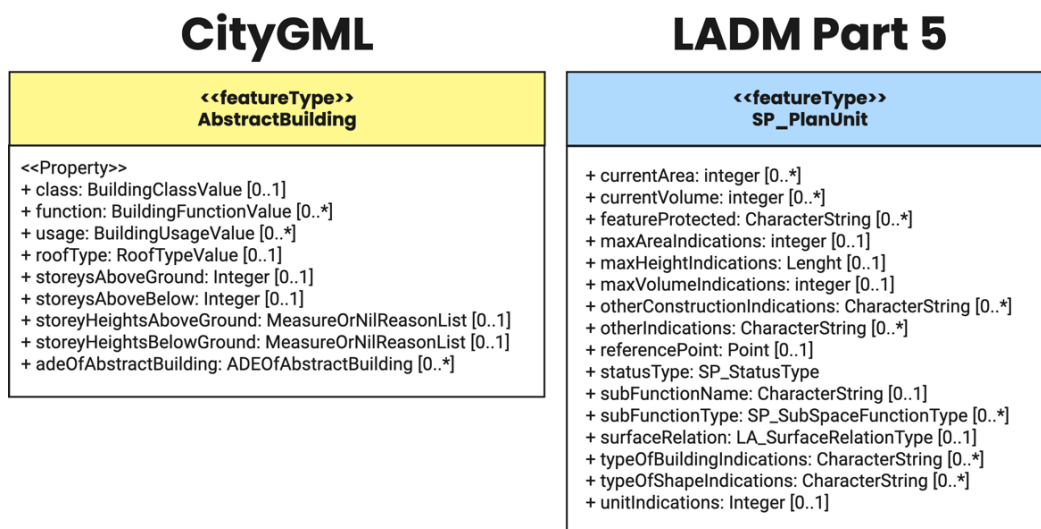 CityGML
<<featureType>>
AbstractBuilding
<<Property>>
+ class: BuildingClassValue [0..1]
+ function: BuildingFunctionValue [0..*]
+ usage: BuildingUsageValue [0..*]
+ roofType: RoofTypeValue [0..1]
+ storeysAboveGround: Integer [0..1]
+ storeysAboveBelow: Integer [0..1]
+ storeyHeightsAboveGround: MeasureOrNilReasonList [0..1]
+ storeyHeightsBelowGround: MeasureOrNilReasonList [0..1]
+ adeOfAbstractBuilding: ADEOfAbstractBuilding [0..*]
LADM Part 5
<<featureType>>
SP_PlanUnit
+ currentArea: integer [0..*]
+ currentVolume: integer [0..*]
+ featureProtected: CharacterString [0..*]
+ maxAreaIndications: integer [0..1]
+ maxHeightIndications: Lenght [0..1]
+ maxVolumeIndications: integer [0..1]
+ otherConstructionIndications: CharacterString [0..*]
+ otherIndications: CharacterString [0..*]
+ referencePoint: Point [0..1]
+ statusType: SP_StatusType
+ subFunctionName: CharacterString [0..1]
+ subFunctionType: SP_SubSpaceFunctionType [0..*]
+ surfaceRelation: LA_SurfaceRelationType [0..1]
+ typeOfBuildingIndications: CharacterString [0..*]
+ typeOfShapeIndications: CharacterString [0..*]
+ unitIndications: Integer [0..1]